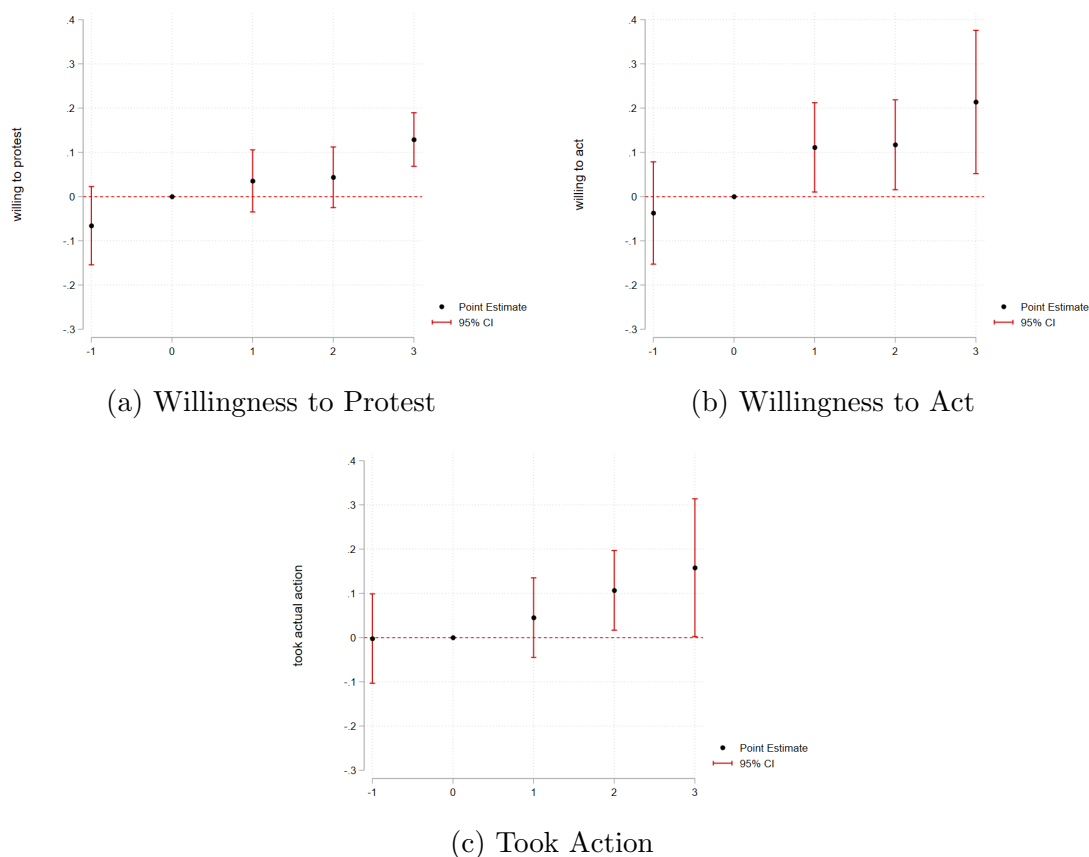 .4
.3
.2
.1
0
-.1
-.2
-.3
willing to protest
-1 0 1 2 3
Point Estimate
95% CI
(a) Willingness to Protest
.4
.3
.2
.1
0
-.1
-.2
-.3
willing to act
-1 0 1 2 3
Point Estimate
95% CI
(b) Willingness to Act
.4
.3
.2
.1
0
-.1
-.2
-.3
took actual action
-1 0 1 2 3
Point Estimate
95% CI
(c) Took Action